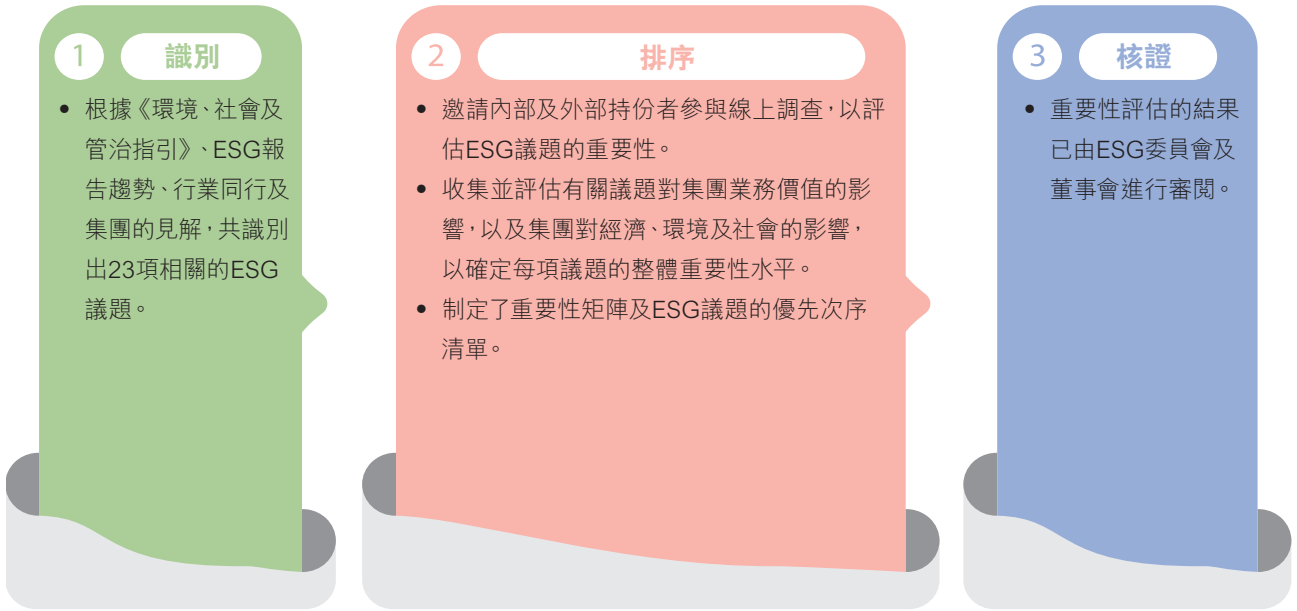 1 識別
• 根據《環境、社會及
管治指引》、ESG報
告趨勢、行業同行及
集團的見解，共識別
出23項相關的ESG
議題。
2 排序
• 邀請內部及外部持份者參與線上調查，以評
估ESG議題的重要性。
• 收集並評估有關議題對集團業務價值的影
響，以及集團對經濟、環境及社會的影響，
以確定每項議題的整體重要性水平。
• 制定了重要性矩陣及ESG議題的優先次序
清單。
3 核證
• 重要性評估的結果
已由ESG委員會及
董事會進行審閱。